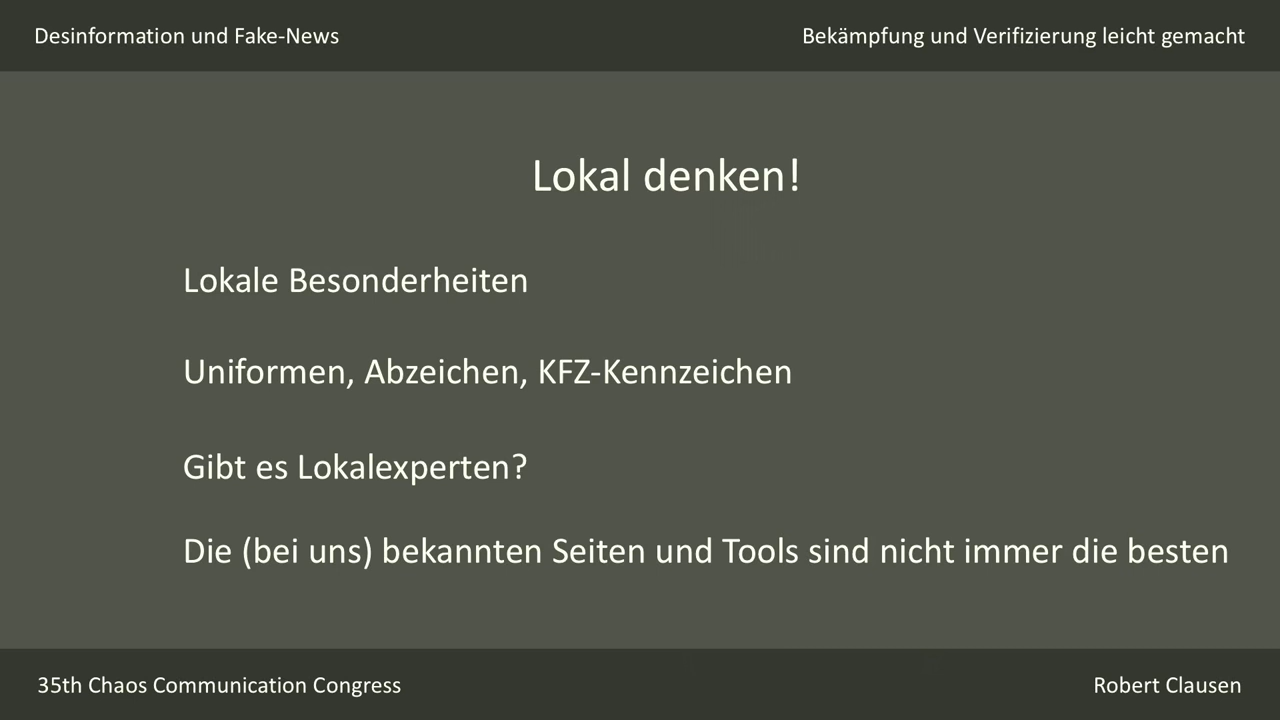 Desinformation und Fake-News
Bekämpfung und Verifizierung leicht gemacht
Lokal denken!
Lokale Besonderheiten
Uniformen, Abzeichen, KFZ-Kennzeichen
Gibt es Lokalexperten?
Die (bei uns) bekannten Seiten und Tools sind nicht immer die besten
35th Chaos Communication Congress
Robert Clausen